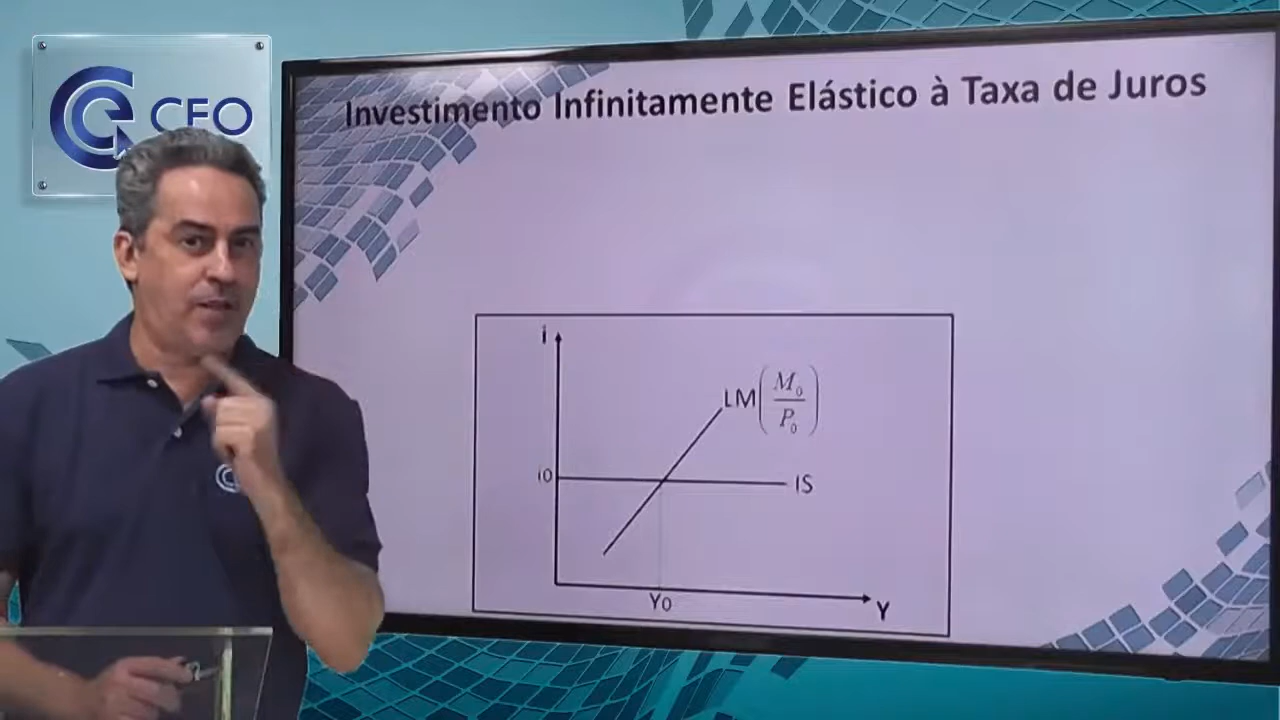 CEO
Investimento Infinitamente Elástico à Taxa de Juros
i
LM(M₀/P₀)
i0
IS
Y0
Y